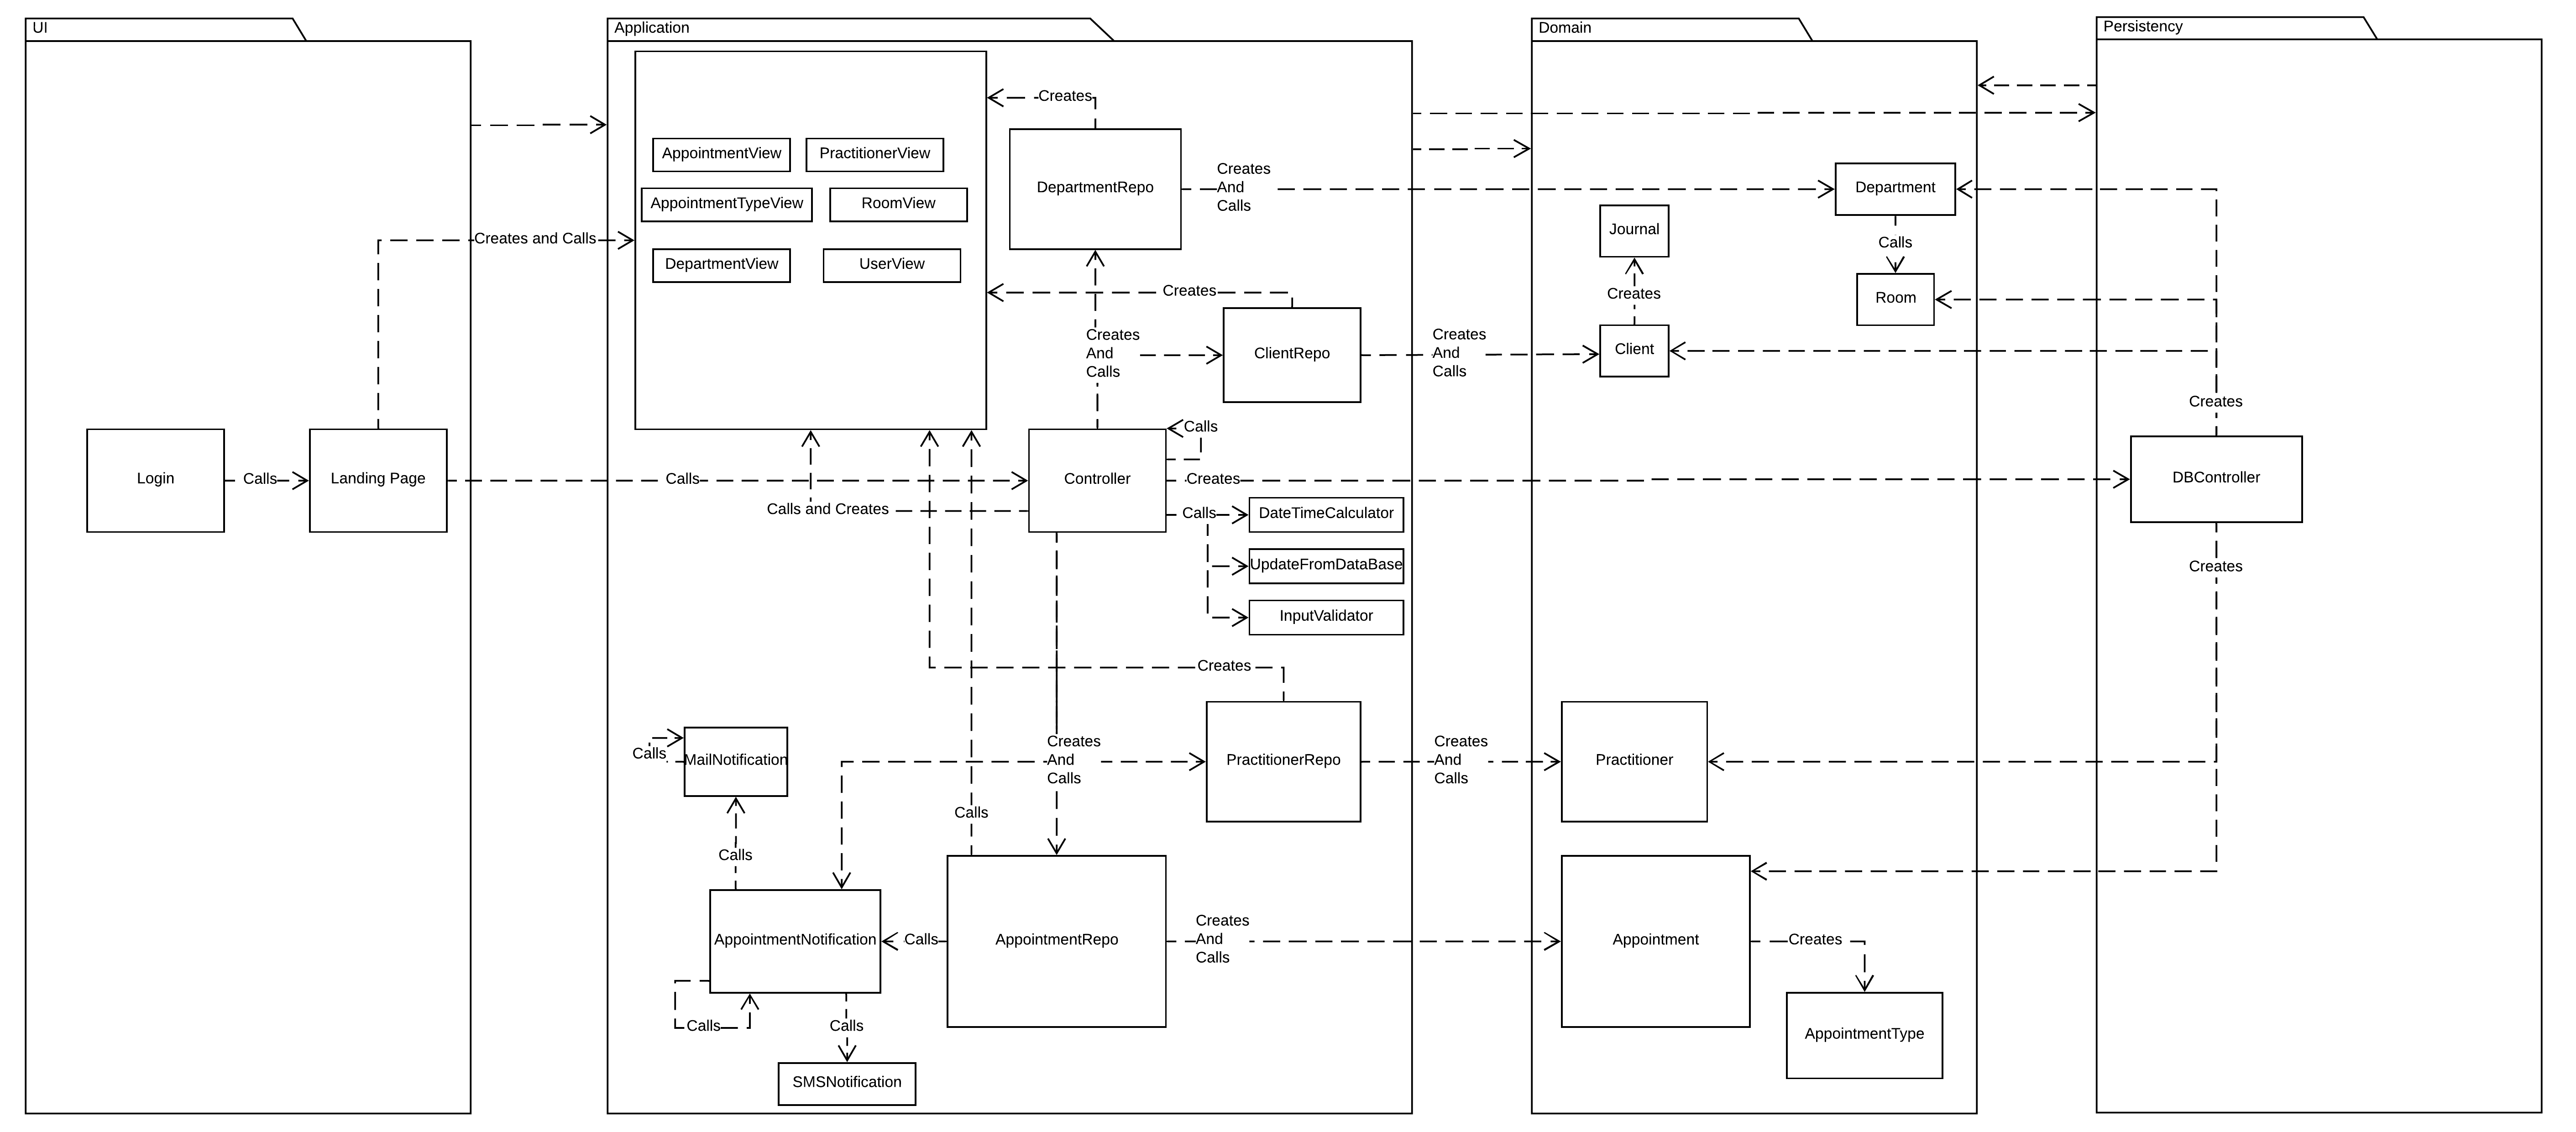 UI
Application
Domain
Persistency
Creates
AppointmentView
PractitionerView
AppointmentTypeView
RoomView
DepartmentView
UserView
DepartmentRepo
Creates
And
Calls
Department
Calls
Room
Journal
Creates
Client
Creates and Calls
Creates
Creates
And
Calls
ClientRepo
Creates
And
Calls
Creates
Login
Calls
Landing Page
Calls
Controller
Calls
Creates
DBController
Calls and Creates
Calls
DateTimeCalculator
UpdateFromDataBase
InputValidator
Creates
Creates
Calls
MailNotification
Creates
And
Calls
PractitionerRepo
Creates
And
Calls
Practitioner
Calls
Calls
AppointmentNotification
Calls
AppointmentRepo
Creates
And
Calls
Appointment
Creates
AppointmentType
Calls
Calls
SMSNotification